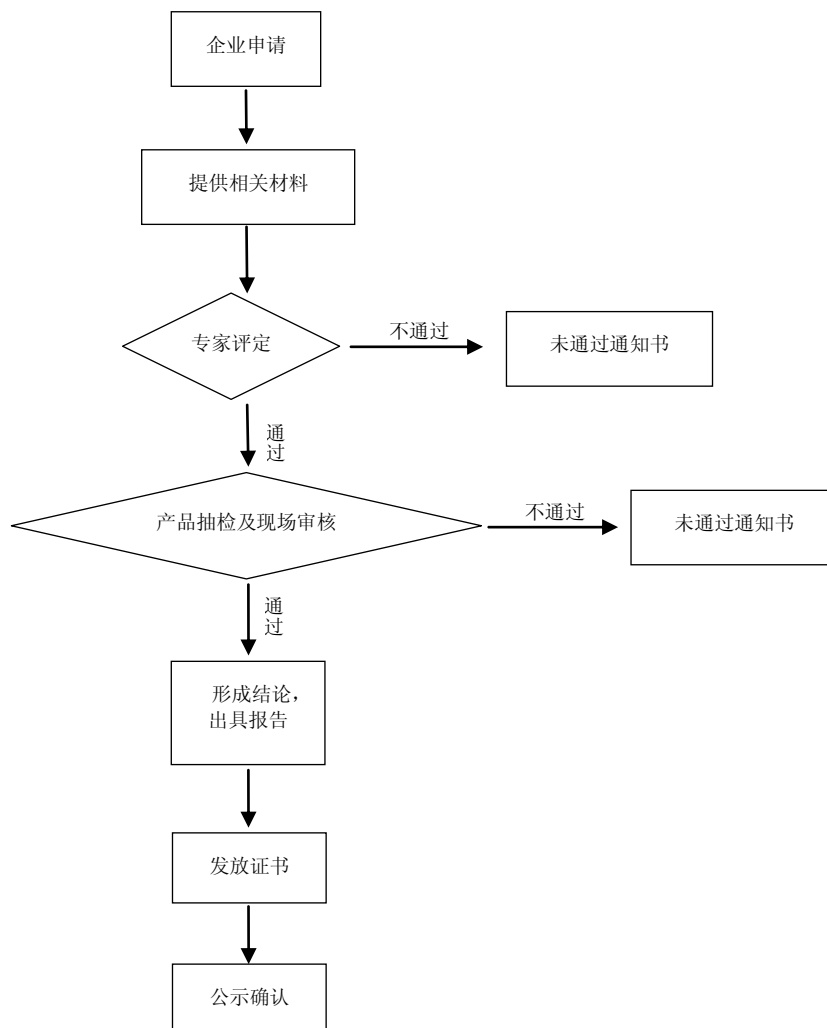 企业申请
提供相关材料
专家评定
不通过
未通过通知书
通
过
产品抽检及现场审核
不通过
未通过通知书
通
过
形成结论，
出具报告
发放证书
公示确认